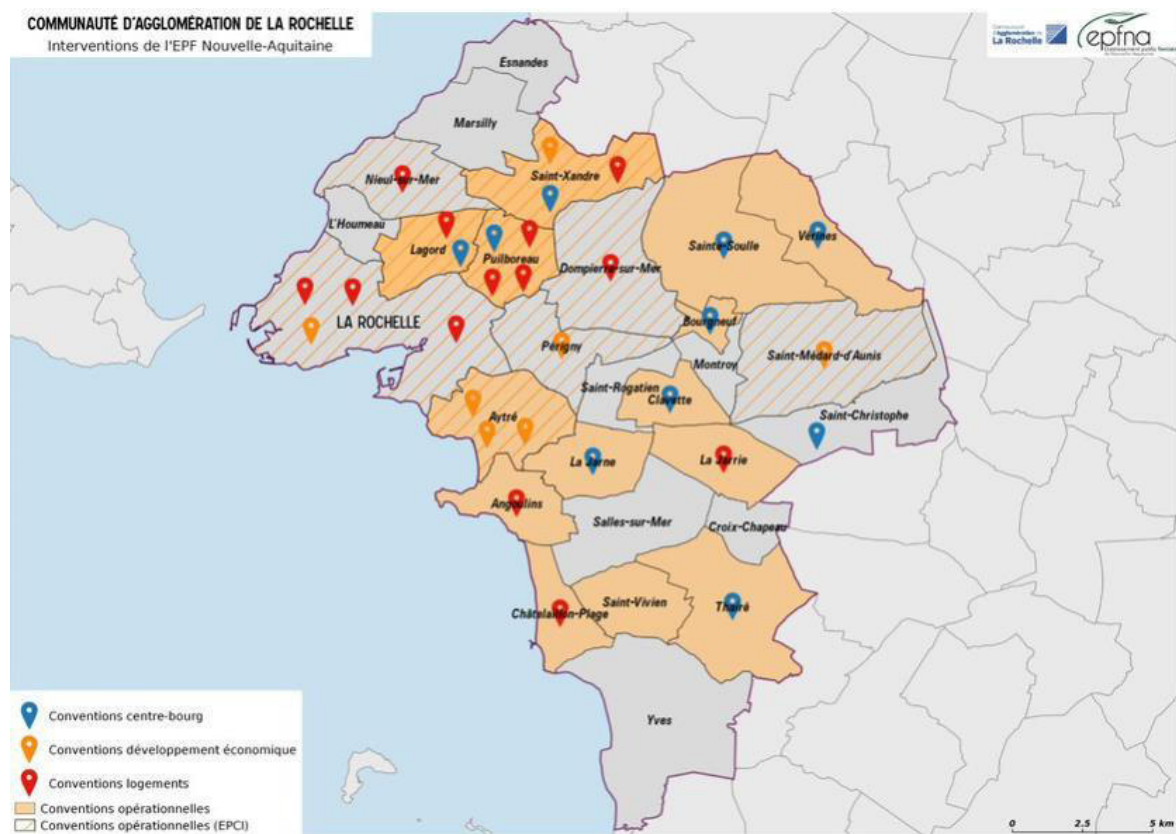 COMMUNAUTÉ D'AGGLOMÉRATION DE LA ROCHELLE
Interventions de l'EPF Nouvelle-Aquitaine
Communauté
d'Agglomération de
La Rochelle
epfna
Esnandes
Marsilly
Nieul-sur-Mer
Saint-Xandre
L'Houmeau
Lagord
Puilboreau
Sainte-Soulle
Vérines
Dompierre-sur-Mer
LA ROCHELLE
Bourgneuf
Périgny
Saint-Médard-d'Aunis
Montroy
Saint-Rogatien
Clavette
Saint-Christophe
Aytré
La Jarne
La Jarrie
Angoulins
Salles-sur-Mer
Croix-Chapeau
Saint-Vivien
Châtelaillon-Plage
Thairé
Yves
Conventions centre-bourg
Conventions développement économique
Conventions logements
Conventions opérationnelles
Conventions opérationnelles (EPCI)
0 2.5 5 km